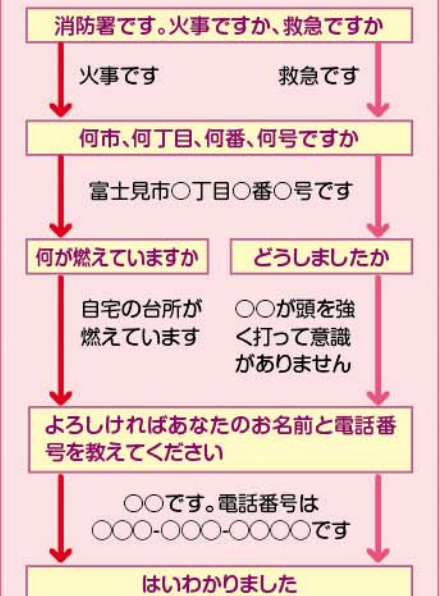 消防署です。火事ですか、救急ですか
火事です
救急です
何市、何丁目、何番、何号ですか
富士見市○丁目○番○号です
何が燃えていますか
どうしましたか
自宅の台所が
燃えています
○○が頭を強
く打って意識
がありません
よろしければあなたのお名前と電話番
号を教えてください
○○です。電話番号は
○○○-○○○-○○○○です
はいわかりました